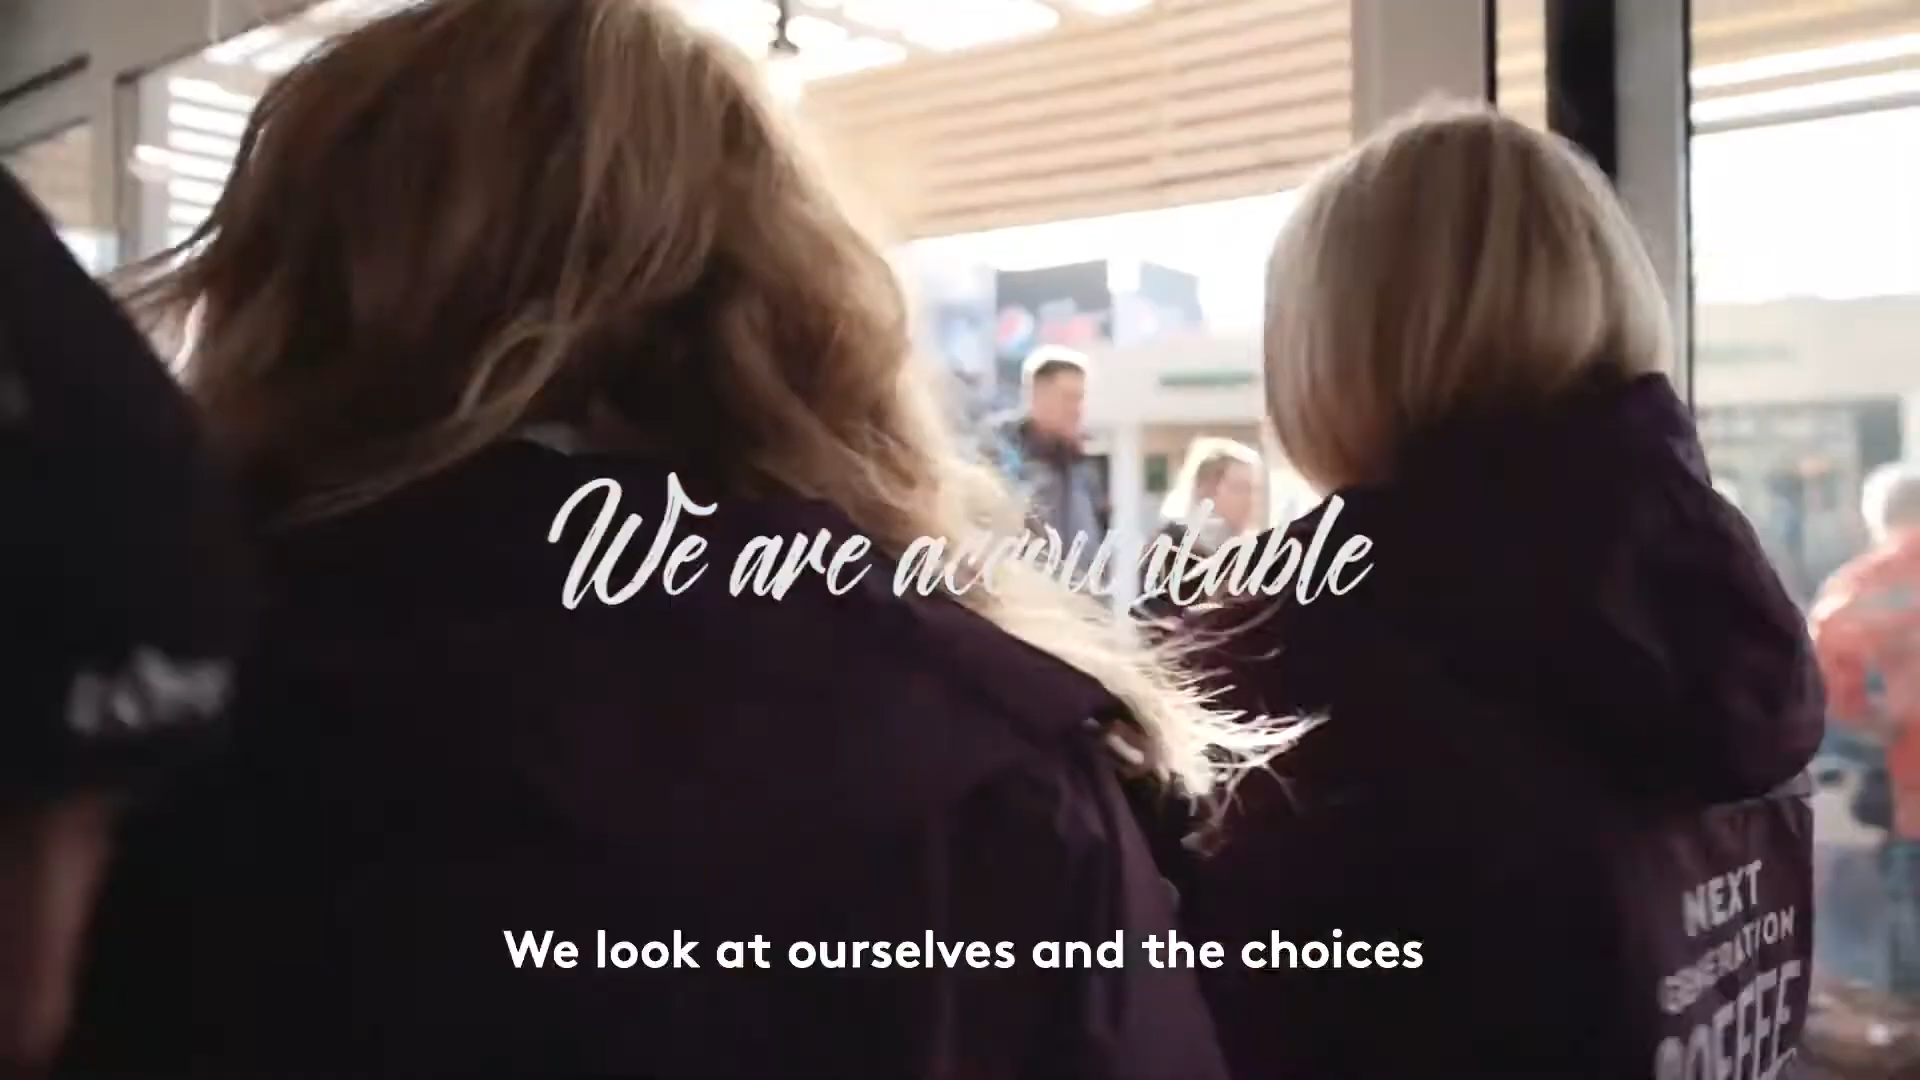 We are accountable
We look at ourselves and the choices
NEXT
GENERATION
COFFEE